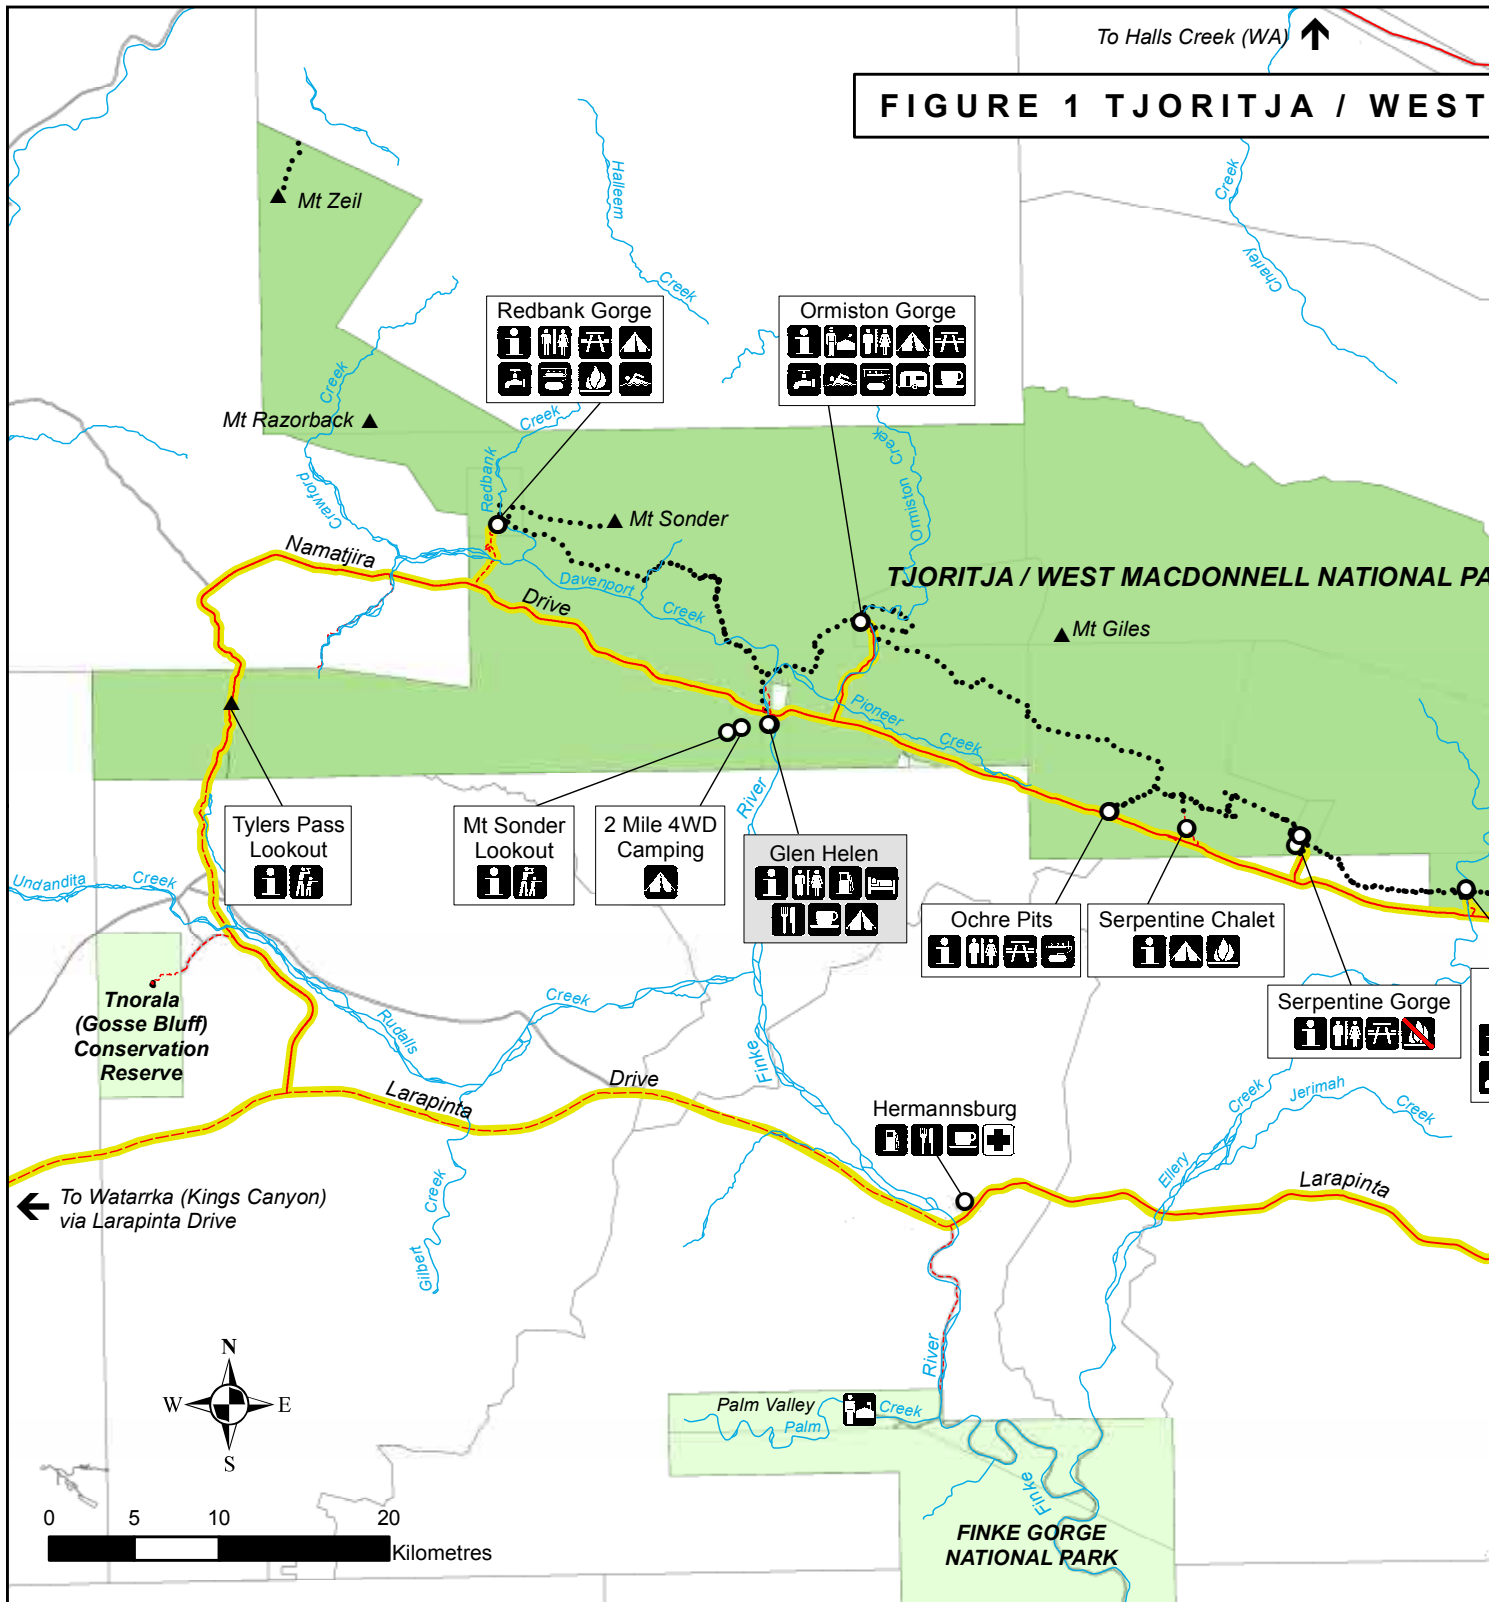 To Halls Creek (WA)
FIGURE 1 TJORITJA / WEST
Mt Zeil
Halleem
Creek
Creek
Charley
Redbank Gorge
Ormiston Gorge
Creek
Mt Razorback
Crawford
Redbank
Creek
Ormiston
Creek
Mt Sonder
Namatjira
Drive
Davenport
Creek
TJORITJA / WEST MACDONNELL NATIONAL PA
Mt Giles
Pioneer
Creek
River
Tylers Pass
Lookout
Mt Sonder
Lookout
2 Mile 4WD
Camping
Glen Helen
Ochre Pits
Serpentine Chalet
Serpentine Gorge
Undandita
Creek
Tnorala
(Gosse Bluff)
Conservation
Reserve
Rudalls
Creek
Finke
Larapinta
Drive
Hermannsburg
Creek
Jerimah
Creek
Ellery
Larapinta
To Watarrka (Kings Canyon)
via Larapinta Drive
Gilbert
Creek
River
N
W
E
S
Palm Valley
Palm
Creek
Finke
FINKE GORGE
NATIONAL PARK
0 5 10 20
Kilometres